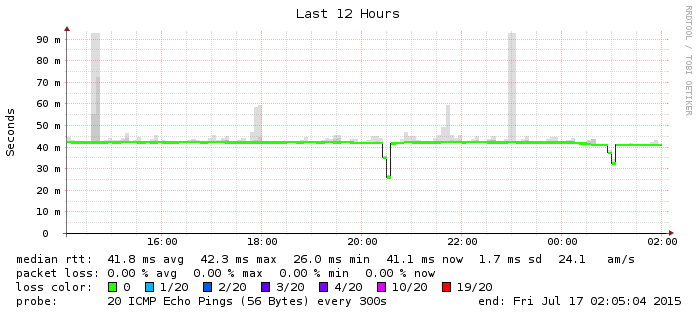 Last 12 Hours
RRDTOOL / TOBI OETIKER
Seconds
90 m
80 m
70 m
60 m
50 m
40 m
30 m
20 m
10 m
0
16:00 18:00 20:00 22:00 00:00 02:00
median rtt: 41.8 ms avg 42.3 ms max 26.0 ms min 41.1 ms now 1.7 ms sd 24.1 am/s
packet loss: 0.00 % avg 0.00 % max 0.00 % min 0.00 % now
loss color: 0 1/20 2/20 3/20 4/20 10/20 19/20
probe: 20 ICMP Echo Pings (56 Bytes) every 300s end: Fri Jul 17 02:05:04 2015